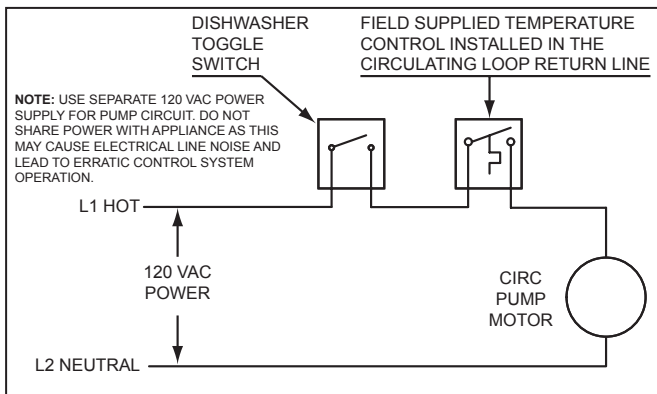 DISHWASHER
TOGGLE
SWITCH
FIELD SUPPLIED TEMPERATURE
CONTROL INSTALLED IN THE
CIRCULATING LOOP RETURN LINE
NOTE: USE SEPARATE 120 VAC POWER
SUPPLY FOR PUMP CIRCUIT. DO NOT
SHARE POWER WITH APPLIANCE AS THIS
MAY CAUSE ELECTRICAL LINE NOISE AND
LEAD TO ERRATIC CONTROL SYSTEM
OPERATION.
L1 HOT
120 VAC
POWER
CIRC
PUMP
MOTOR
L2 NEUTRAL